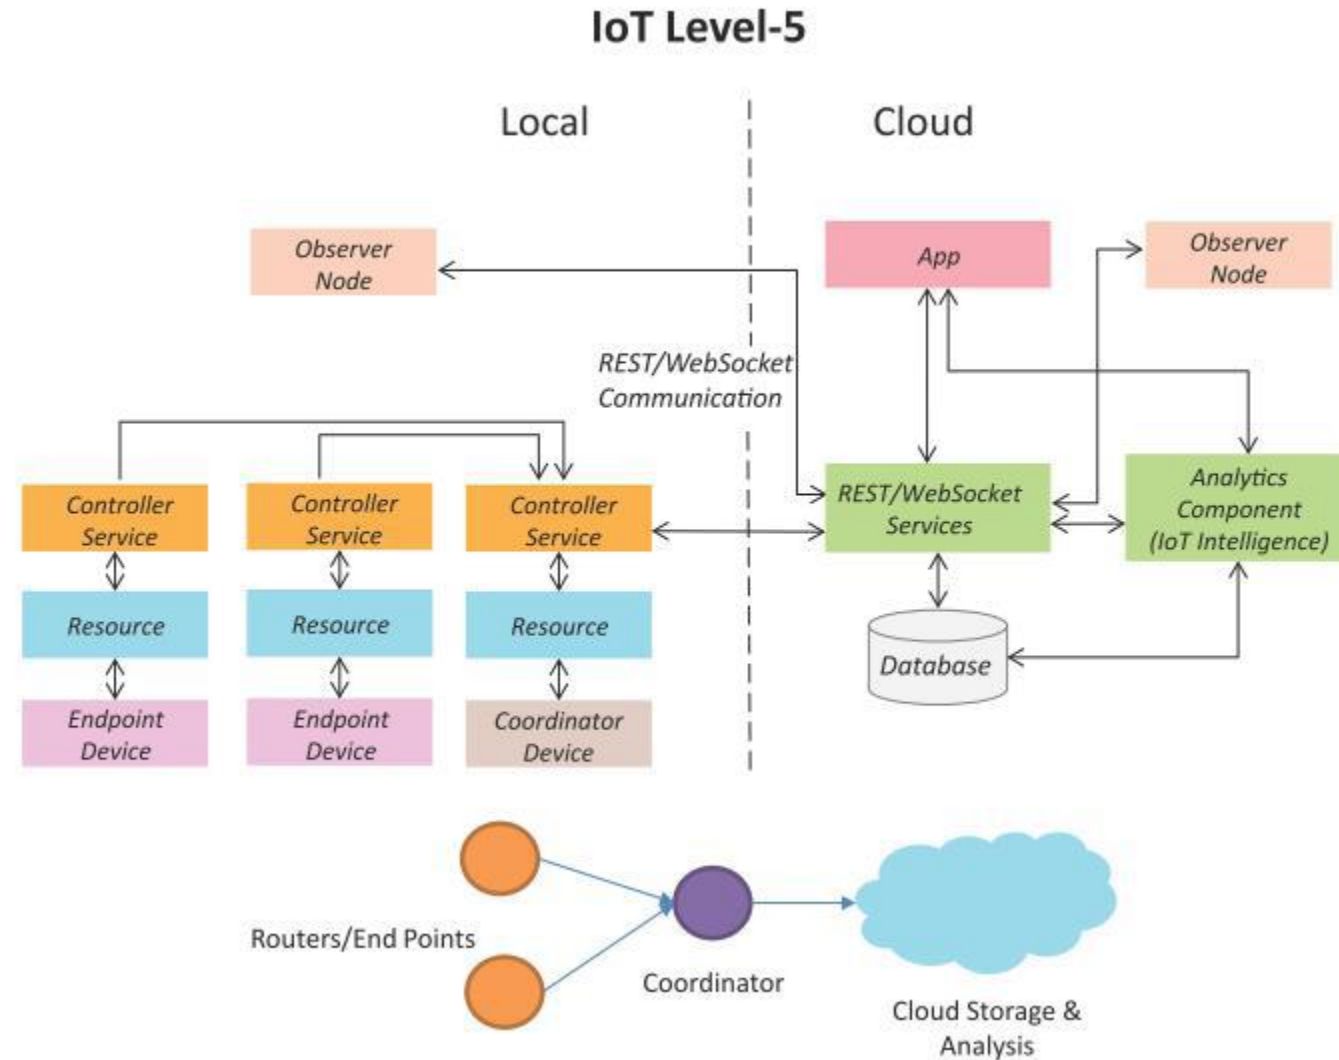 IoT Level-5
Local
Cloud
Observer
Node
App
Observer
Node
REST/WebSocket
Communication
Controller
Service
Controller
Service
Controller
Service
REST/WebSocket
Services
Analytics
Component
(IoT Intelligence)
Resource
Resource
Resource
Database
Endpoint
Device
Endpoint
Device
Coordinator
Device
Routers/End Points
Coordinator
Cloud Storage &
Analysis